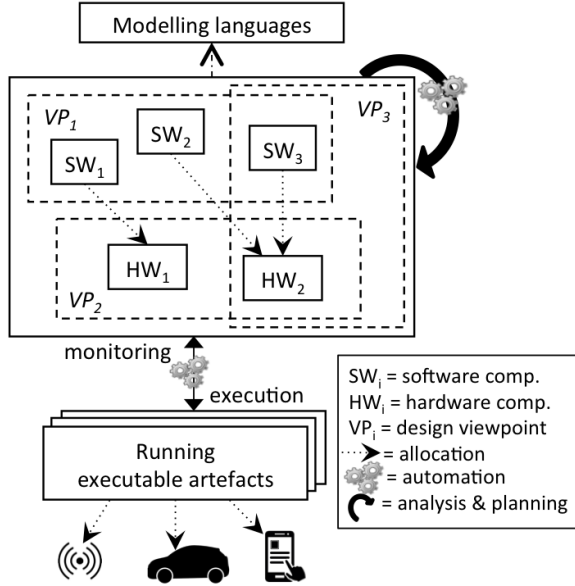 Modelling languages
VP1
VP3
SW1
SW2
SW3
HW1
HW2
VP2
monitoring
execution
Running
executable artefacts
SWi = software comp.
HWi = hardware comp.
VPi = design viewpoint
= allocation
= automation
= analysis & planning